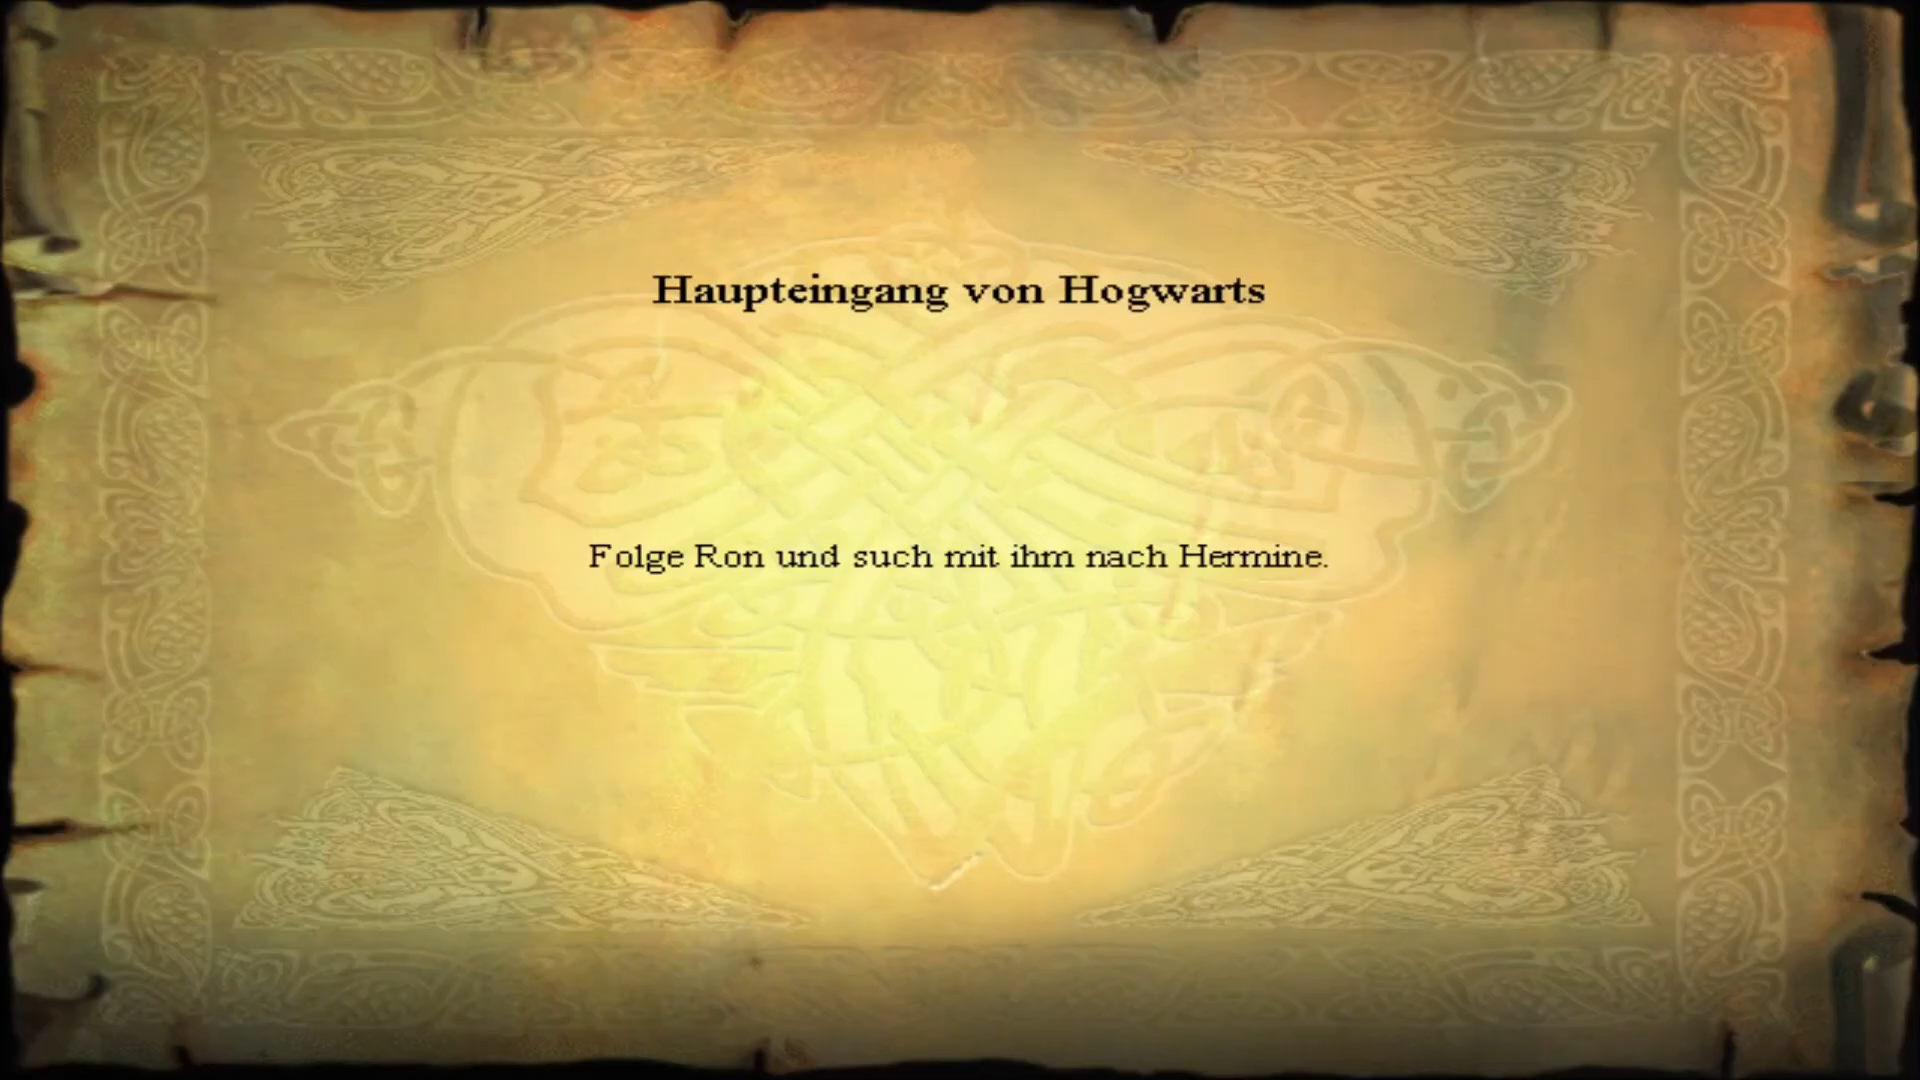 Haupteingang von Hogwarts
Folge Ron und such mit ihm nach Hermine.